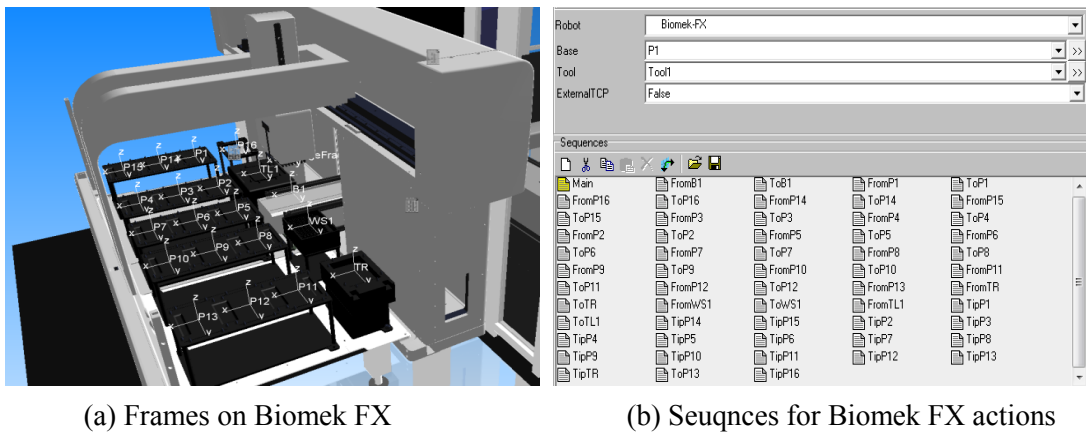 z
P16
z
P1
z
P14
P15
x
y
z
TL1
eFra
z
P2
z
P3
z
P4
z
B1
y
z
P5
z
P6
z
P7
WS1
z
P8
z
P9
z
P10
z
TR
x
y
z
P11
z
P12
z
P13
x
y
Robot Biomek-FX
Base P1 >>
Tool Tool1 >>
ExternalTCP False
Sequences
Main FromB1 ToB1 FromP1 ToP1
FromP16 ToP16 FromP14 ToP14 FromP15
ToP15 FromP3 ToP3 FromP4 ToP4
FromP2 ToP2 FromP5 ToP5 FromP6
ToP6 FromP7 ToP7 FromP8 ToP8
FromP9 ToP9 FromP10 ToP10 FromP11
ToP11 FromP12 ToP12 FromP13 FromTR
ToTR FromWS1 ToWS1 FromTL1 TipP1
ToTL1 TipP14 TipP15 TipP2 TipP3
TipP4 TipP5 TipP6 TipP7 TipP8
TipP9 TipP10 TipP11 TipP12 TipP13
TipTR ToP13 TipP16
(a) Frames on Biomek FX
(b) Seuqnces for Biomek FX actions